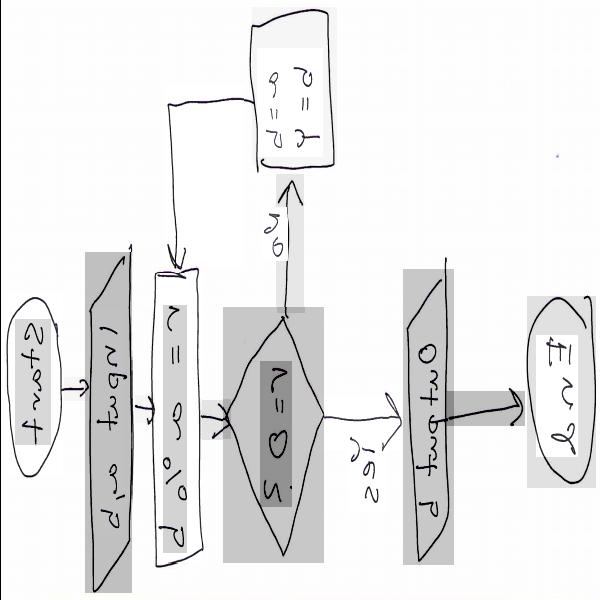 Start
Input a,b
r = a % b
r = 0 ?
no
a = b
b = r
yes
Output b
End